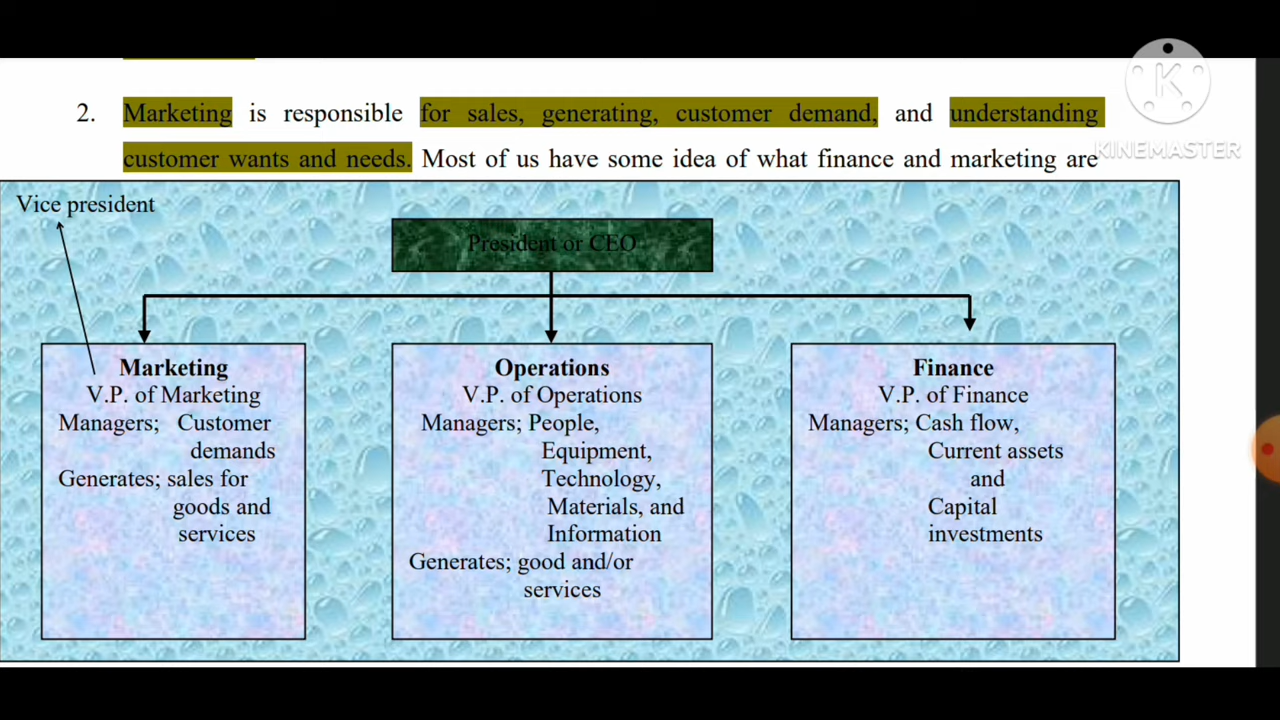 2. Marketing is responsible for sales, generating, customer demand, and understanding
customer wants and needs. Most of us have some idea of what finance and marketing are
KINEMASTER
Vice president
President or CEO
Marketing
V.P. of Marketing
Managers; Customer
demands
Generates; sales for
goods and
services
Operations
V.P. of Operations
Managers; People,
Equipment,
Technology,
Materials, and
Information
Generates; good and/or
services
Finance
V.P. of Finance
Managers; Cash flow,
Current assets
and
Capital
investments